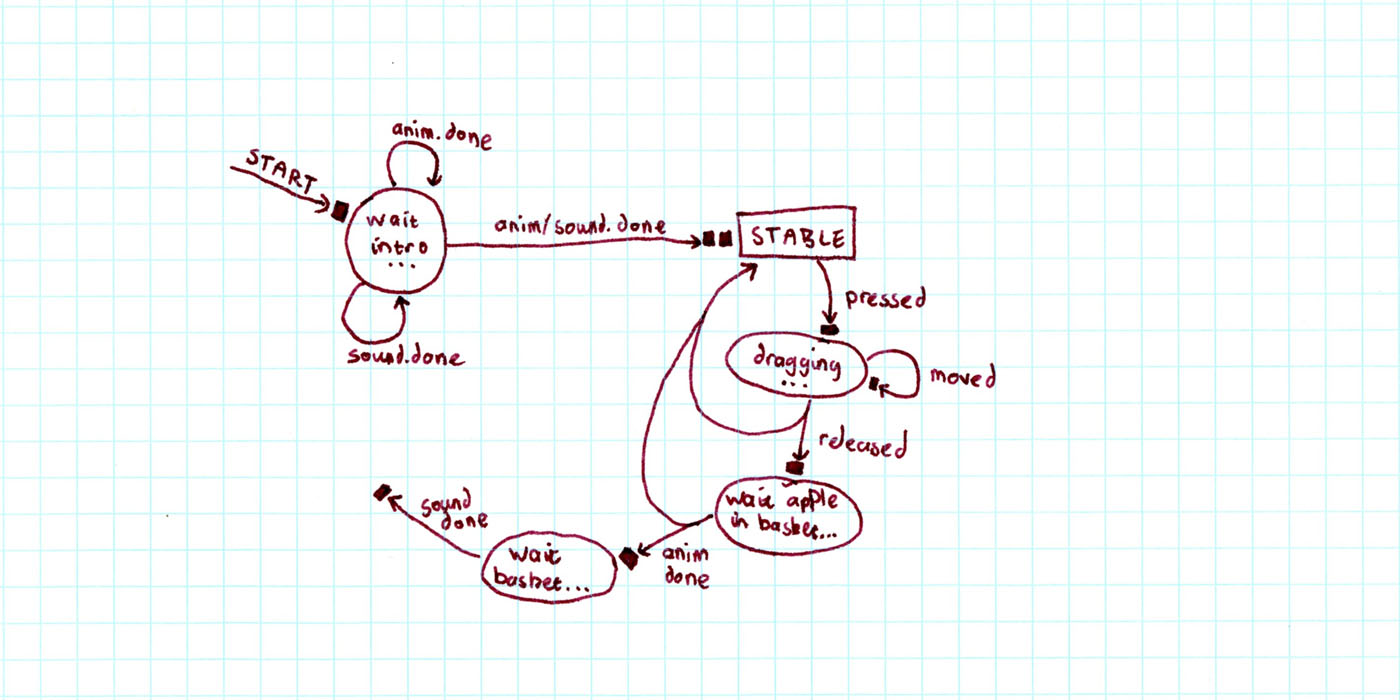 anim.done
START
wait
intro
...
anim/sound.done
STABLE
sound.done
pressed
dragging
...
moved
released
wait apple
in basket...
anim
done
wait
basket...
sound
done